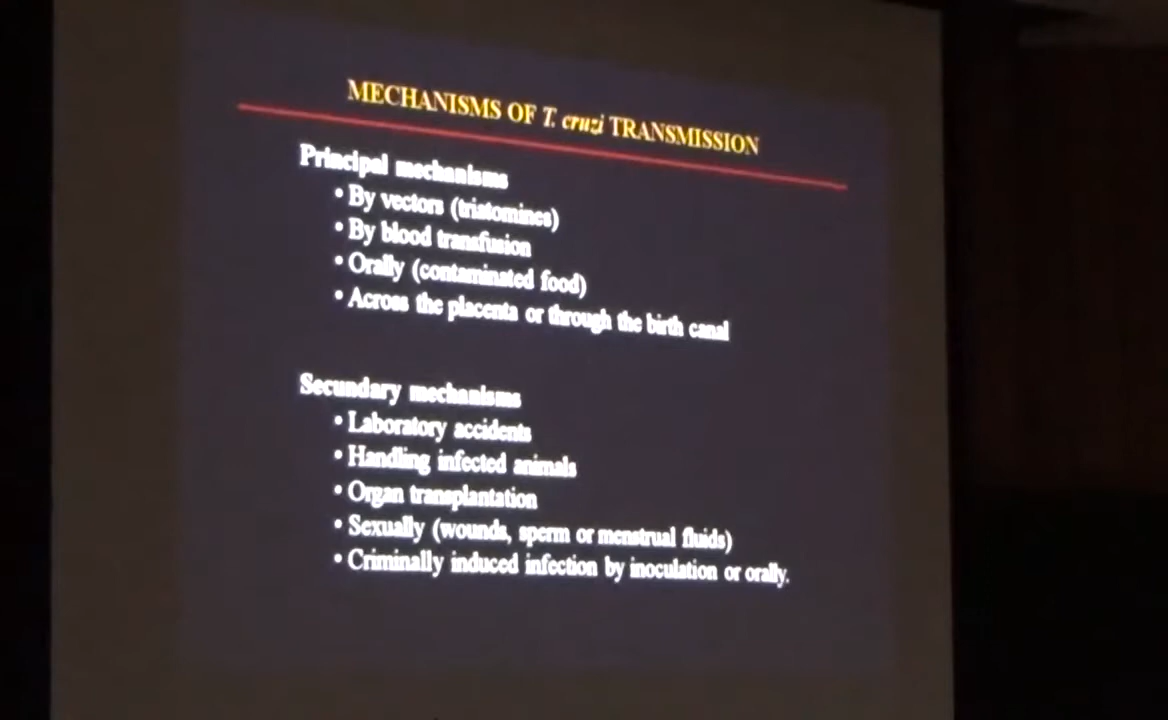 MECHANISMS OF T. cruzi TRANSMISSION
Principal mechanisms
• By vectors (triatomines)
• By blood transfusion
• Orally (contaminated food)
• Across the placenta or through the birth canal
Secundary mechanisms
• Laboratory accidents
• Handling infected animals
• Organ transplantation
• Sexually (wounds, sperm or menstrual fluids)
• Criminally induced infection by inoculation or orally.